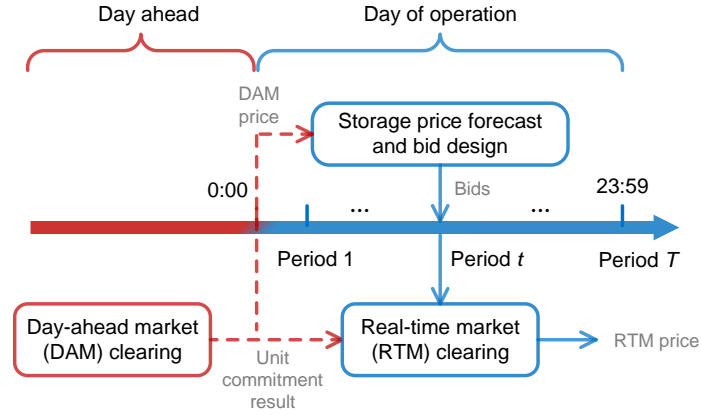 Day ahead
Day of operation
DAM
price
Storage price forecast
and bid design
0:00
Bids
23:59
...
...
Period 1
Period t
Period T
Day-ahead market
(DAM) clearing
Unit
commitment
result
Real-time market
(RTM) clearing
RTM price